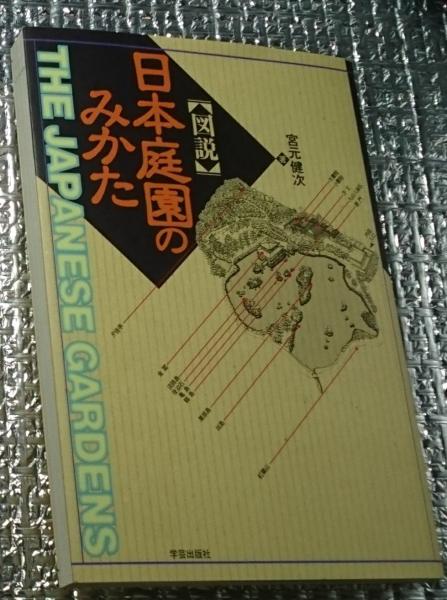 【図説】
日本庭園の
みかた
THE JAPANESE GARDENS
宮元健次
著
学芸出版社